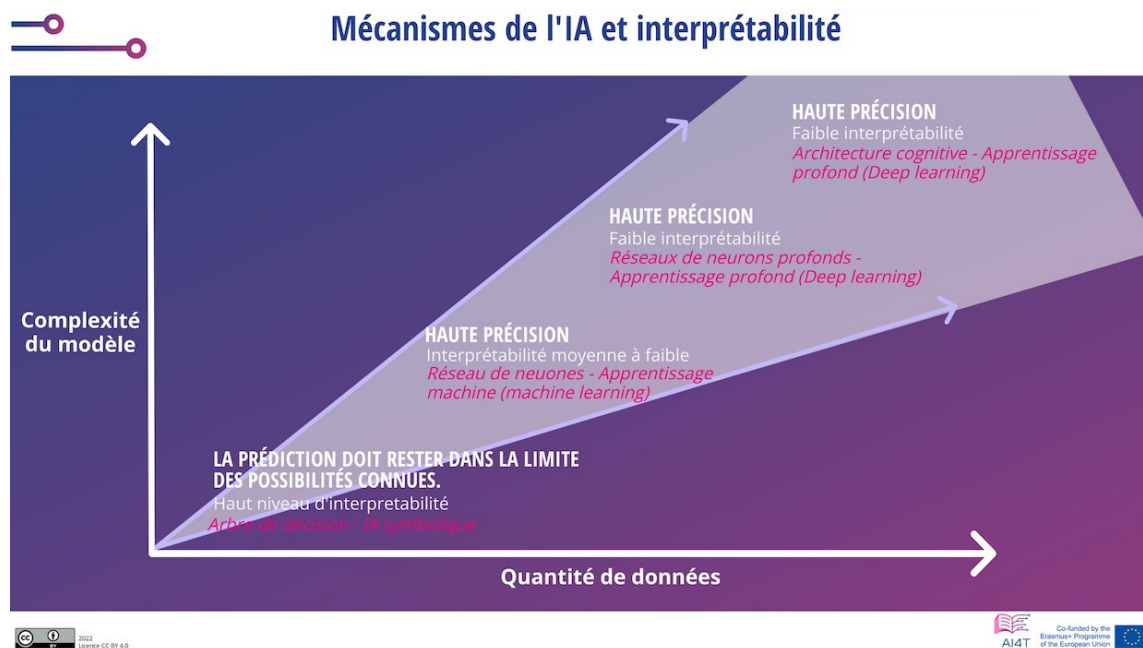 Mécanismes de l'IA et interprétabilité
HAUTE PRÉCISION
Faible interprétabilité
Architecture cognitive - Apprentissage
profond (Deep learning)
HAUTE PRÉCISION
Faible interprétabilité
Réseaux de neurons profonds -
Apprentissage profond (Deep learning)
Complexité
du modèle
HAUTE PRÉCISION
Interprétabilité moyenne à faible
Réseau de neuones - Apprentissage
machine (machine learning)
LA PRÉDICTION DOIT RESTER DANS LA LIMITE
DES POSSIBILITÉS CONNUES.
Haut niveau d'interpretabilité
Arbre de décision - IA symbolique
Quantité de données
cc
BY
2022
Licence CC BY 4.0
AI4T
Co-funded by the
Erasmus+ Programme
of the European Union